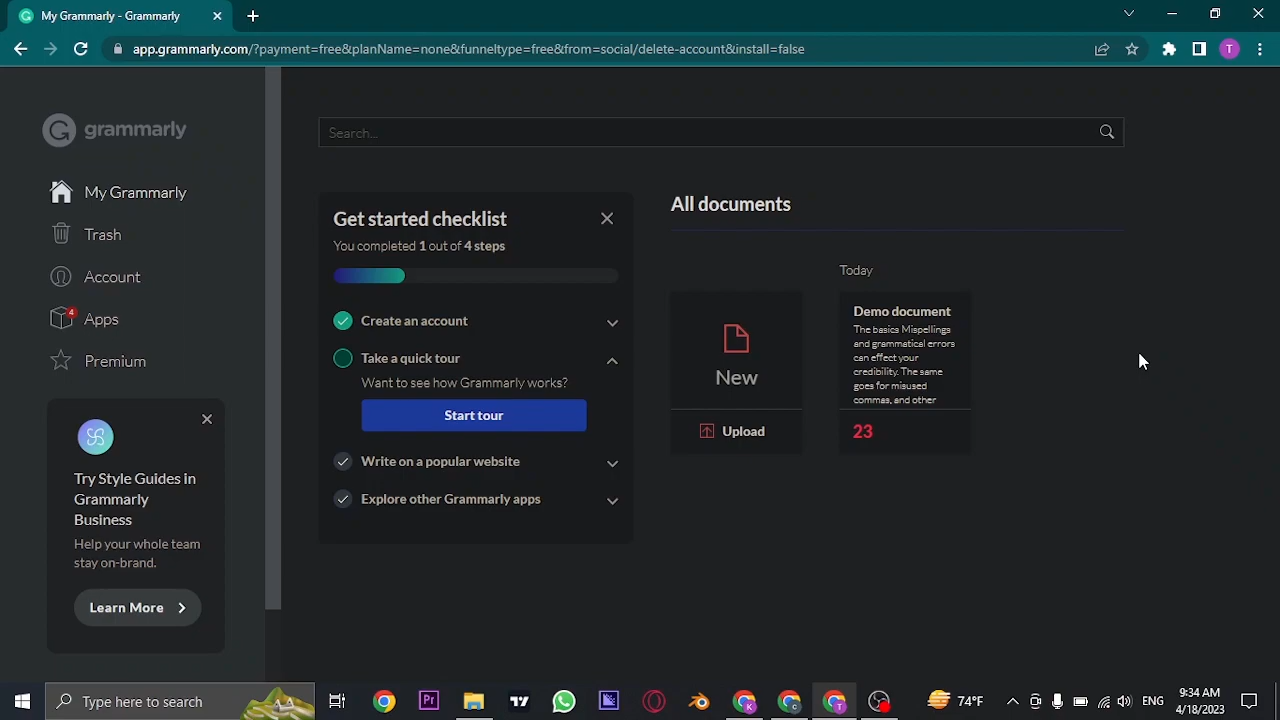 My Grammarly - Grammarly
app.grammarly.com/?payment=free&planName=none&funneltype=free&from=social/delete-account&install=false
T
grammarly
My Grammarly
Trash
Account
4
Apps
Premium
Try Style Guides in
Grammarly
Business
Help your whole team
stay on-brand.
Learn More
Search...
Get started checklist
You completed 1 out of 4 steps
Create an account
Take a quick tour
Want to see how Grammarly works?
Start tour
Write on a popular website
Explore other Grammarly apps
All documents
New
Upload
Today
Demo document
The basics Mispellings
and grammatical errors
can effect your
credibility. The same
goes for misused
commas, and other
23
Type here to search
Pr
K
C
T
74°F
ENG
9:34 AM
4/18/2023